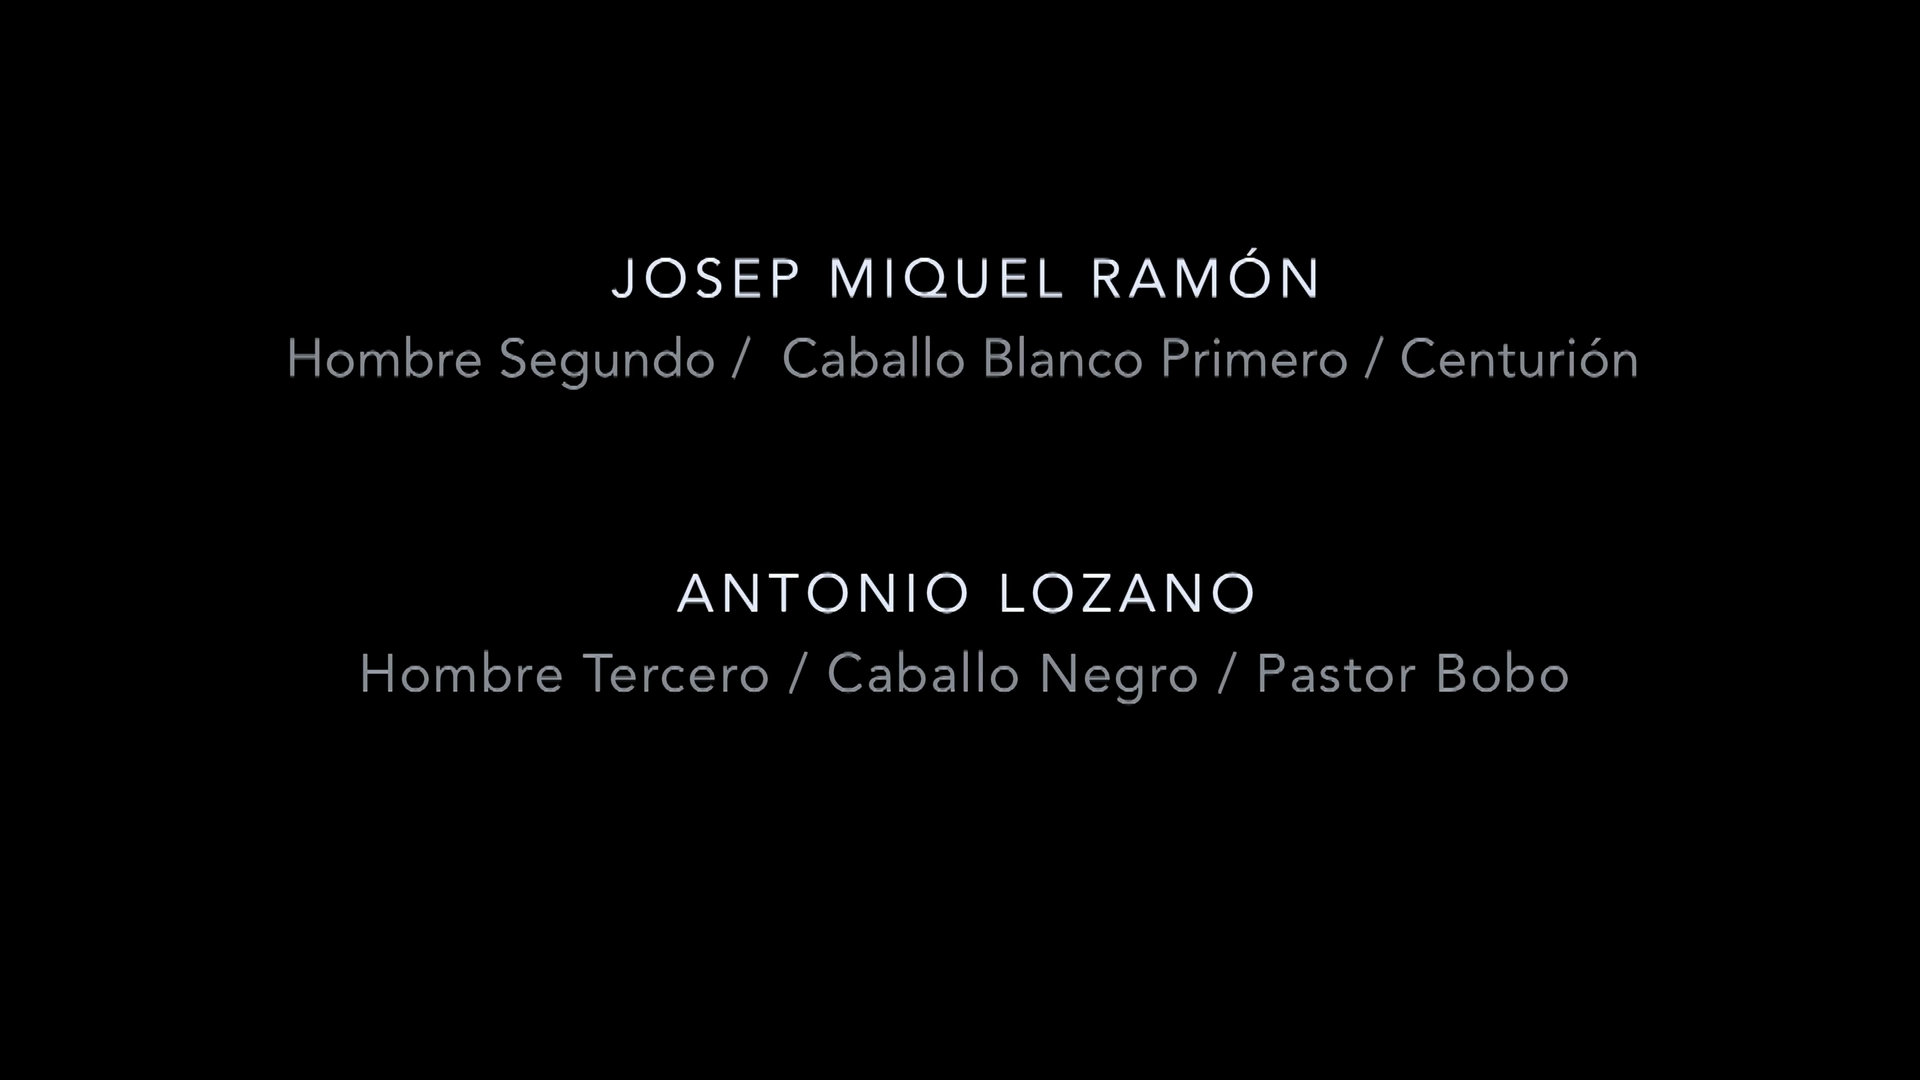 JOSEP MIQUEL RAMÓN
Hombre Segundo / Caballo Blanco Primero / Centurión
ANTONIO LOZANO
Hombre Tercero / Caballo Negro / Pastor Bobo